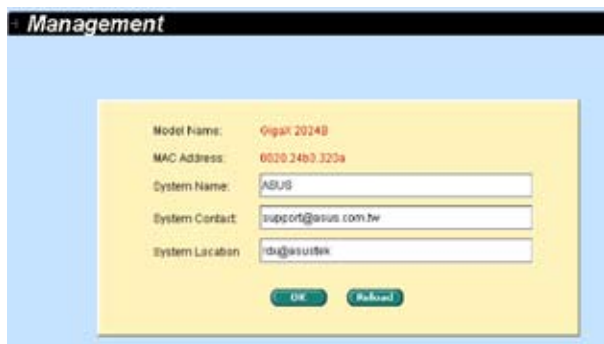 Management
Model Name: GigaX 2024B
MAC Address: 0020.24b3.320a
System Name: ASUS
System Contact: support@asus.com.tw
System Location rdx@asustek
OK Reload